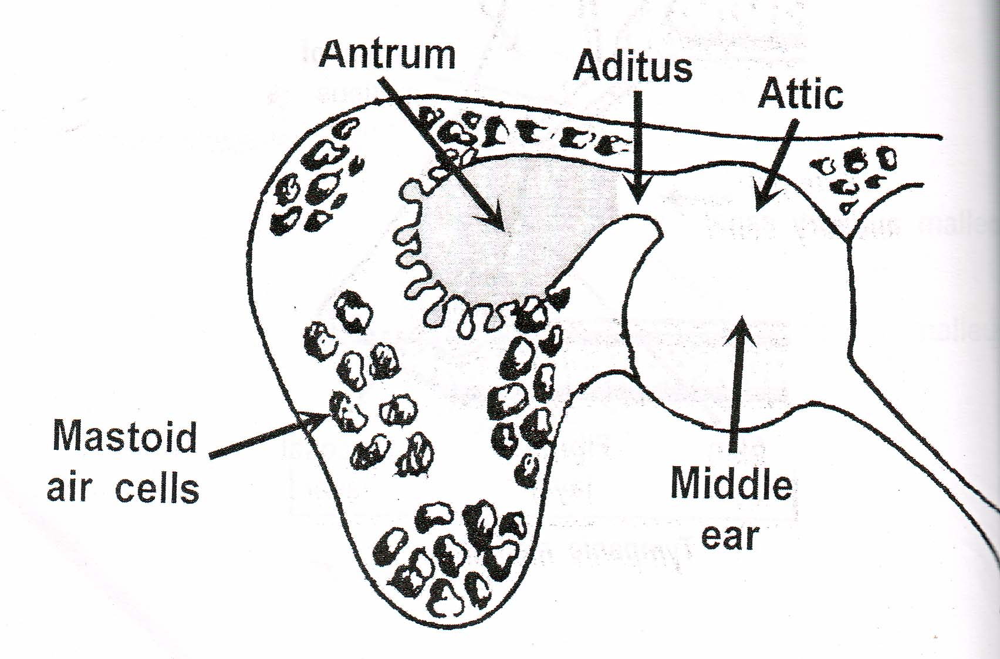 Antrum
Aditus
Attic
Mastoid
air cells
Middle
ear